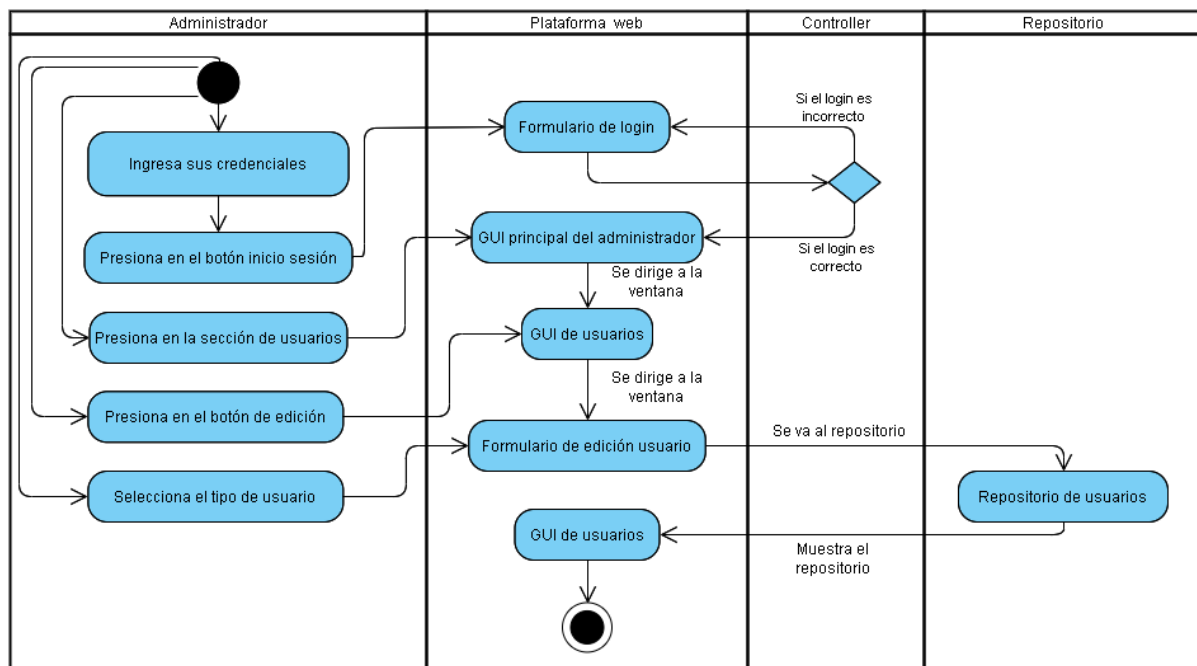 Administrador
Plataforma web
Controller
Repositorio
Si el login es
incorrecto
Formulario de login
Ingresa sus credenciales
GUI principal del administrador
Presiona en el botón inicio sesión
Si el login es
correcto
Se dirige a la
ventana
Presiona en la sección de usuarios
GUI de usuarios
Se dirige a la
ventana
Presiona en el botón de edición
Formulario de edición usuario
Se va al repositorio
Selecciona el tipo de usuario
Repositorio de usuarios
GUI de usuarios
Muestra el
repositorio